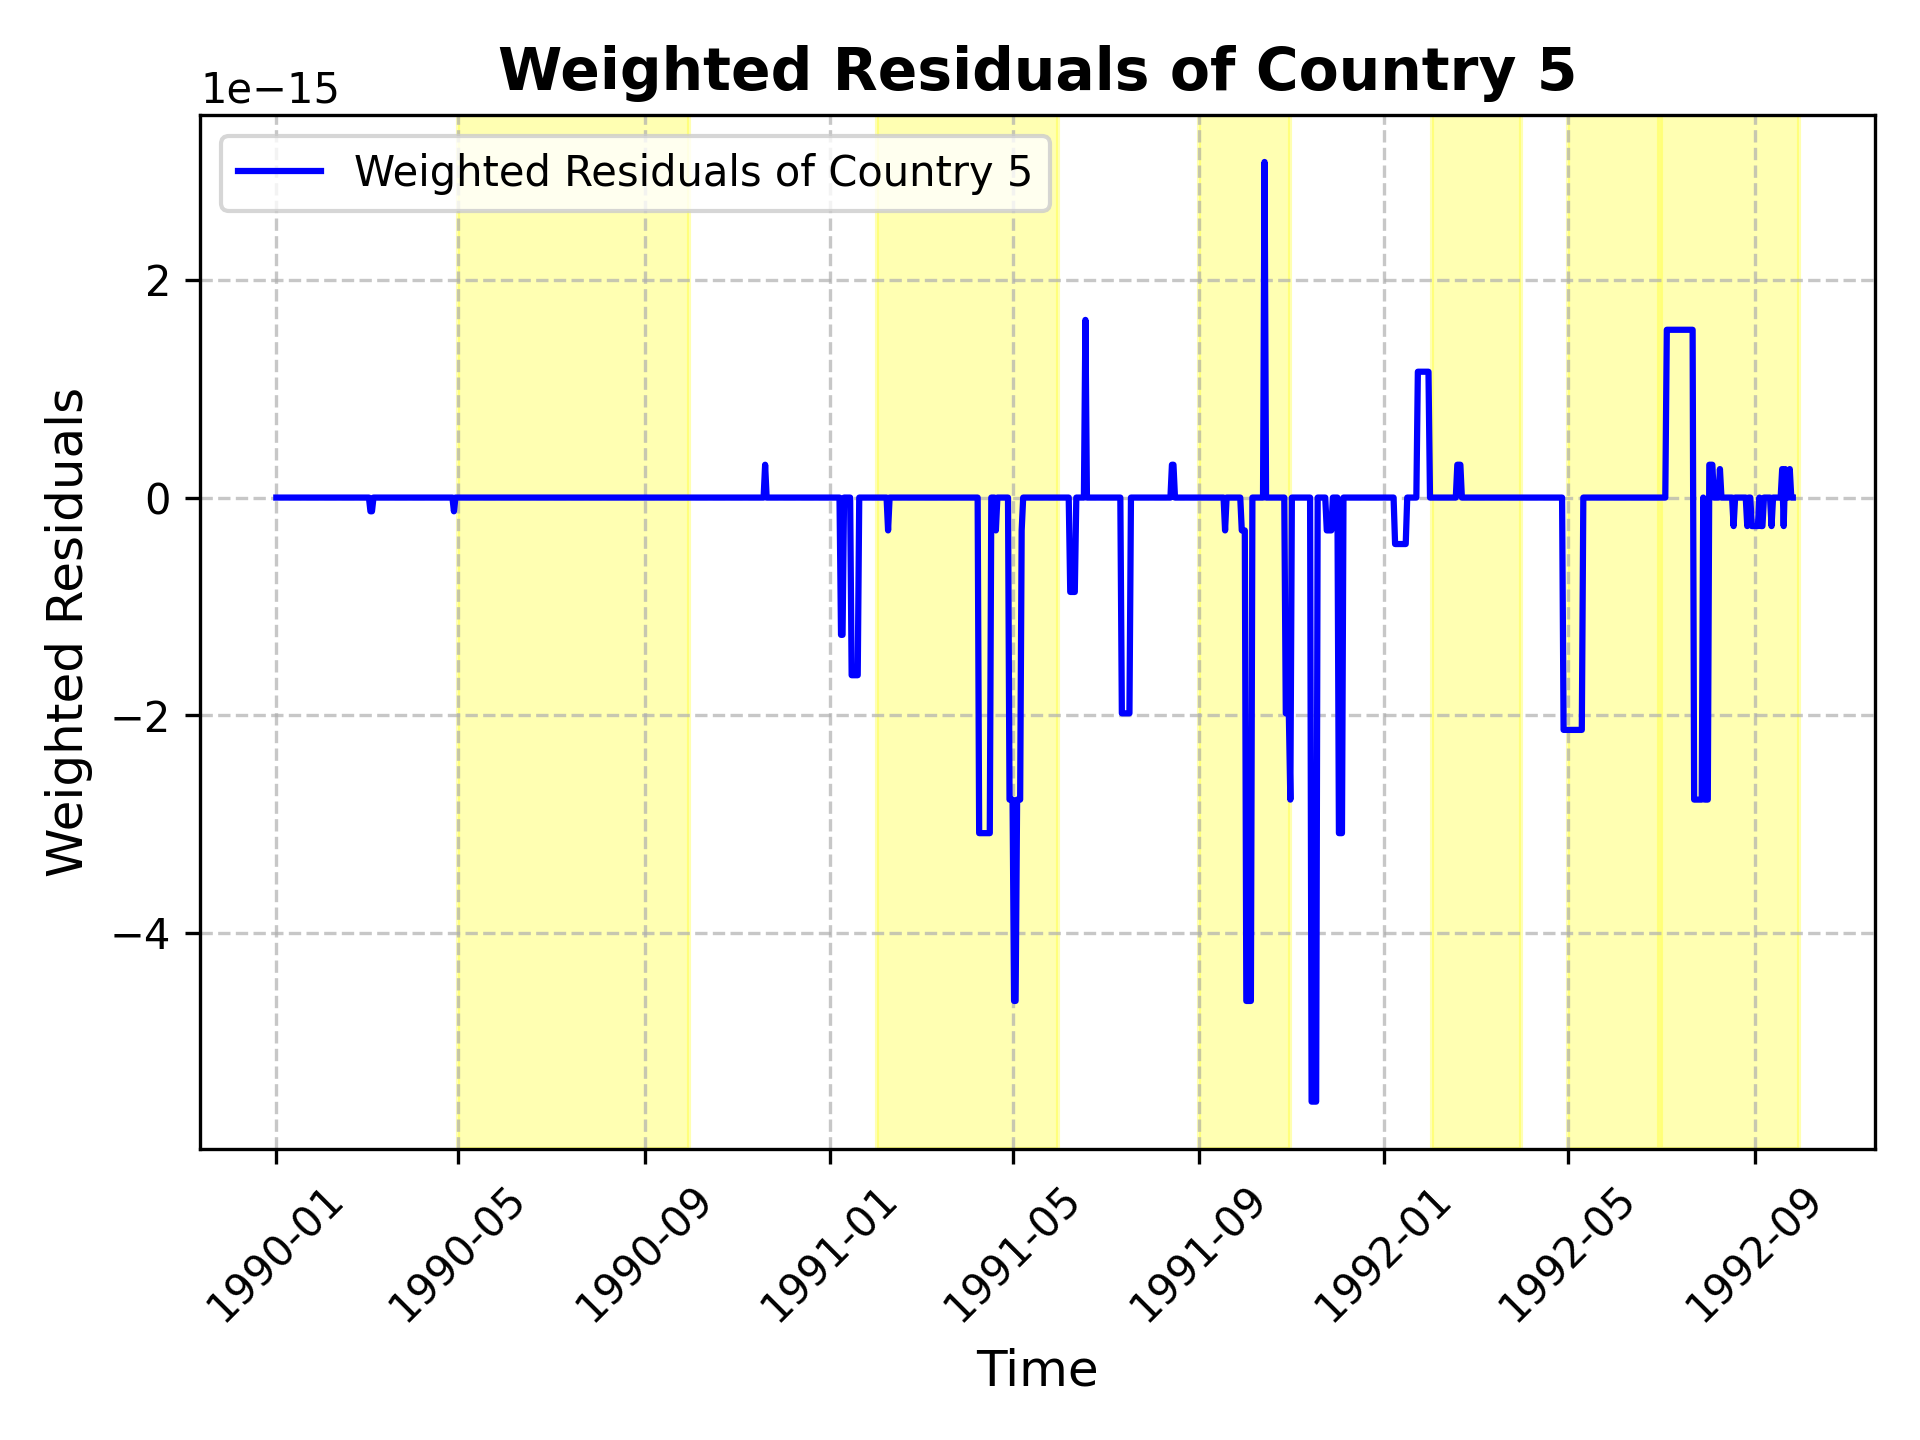 Weighted Residuals of Country 5
1e−15
Weighted Residuals of Country 5
2
0
−2
−4
Weighted Residuals
1990-01
1990-05
1990-09
1991-01
1991-05
1991-09
1992-01
1992-05
1992-09
Time